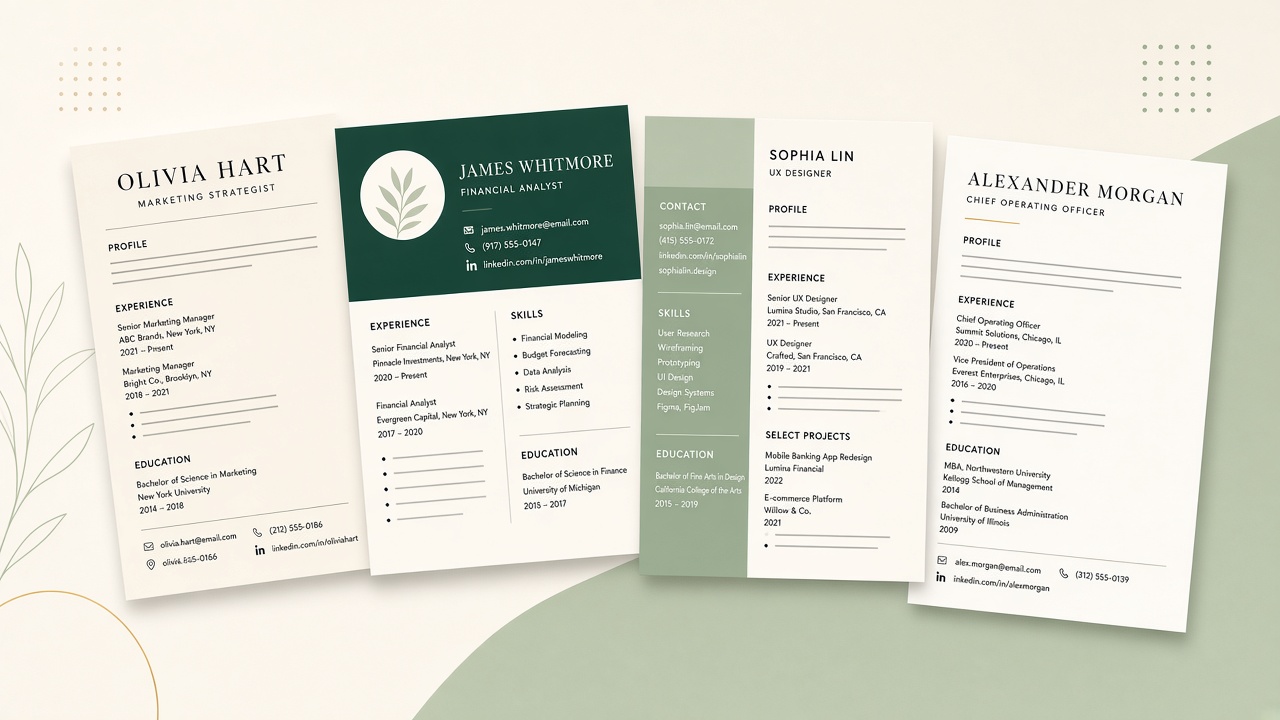 OLIVIA HART
MARKETING STRATEGIST
PROFILE
EXPERIENCE
Senior Marketing Manager
ABC Brands, New York, NY
2021 – Present
Marketing Manager
Bright Co., Brooklyn, NY
2018 – 2021
EDUCATION
Bachelor of Science in Marketing
New York University
2014 – 2018
olivia.hart@email.com
(212) 555-0186
linkedin.com/in/oliviahart
JAMES WHITMORE
FINANCIAL ANALYST
james.whitmore@email.com
(917) 555-0147
in linkedin.com/in/jameswhitmore
EXPERIENCE
Senior Financial Analyst
Pinnacle Investments, New York, NY
2020 – Present
Financial Analyst
Evergreen Capital, New York, NY
2017 – 2020
SKILLS
Financial Modeling
Budget Forecasting
Data Analysis
Risk Assessment
Strategic Planning
EDUCATION
Bachelor of Science in Finance
University of Michigan
– 2017
CONTACT
sophia.lin@email.com
(415) 555-0172
linkedin.com/in/sophialin
sophialin.design
SKILLS
User Research
Wireframing
Prototyping
UI Design
Design Systems
Figma, FigJam
EDUCATION
Bachelor of Fine Arts in Design
California College of the Arts
2015 – 2019
SOPHIA LIN
UX DESIGNER
PROFILE
EXPERIENCE
Senior UX Designer
Lumina Studio, San Francisco, CA
2021 – Present
UX Designer
Crafted, San Francisco, CA
2019 – 2021
SELECT PROJECTS
Mobile Banking App Redesign
Lumina Financial
2022
E-commerce Platform
Willow & Co.
2021
ALEXANDER MORGAN
CHIEF OPERATING OFFICER
PROFILE
EXPERIENCE
Chief Operating Officer
Summit Solutions, Chicago, IL
2020 – Present
Vice President of Operations
Everest Enterprises, Chicago, IL
2016 – 2020
EDUCATION
MBA, Northwestern University
Kellogg School of Management
2014
Bachelor of Business Administration
University of Illinois
2009
alex.morgan@email.com
(312) 555-0139
in inkedin.com/in/alexmorgan